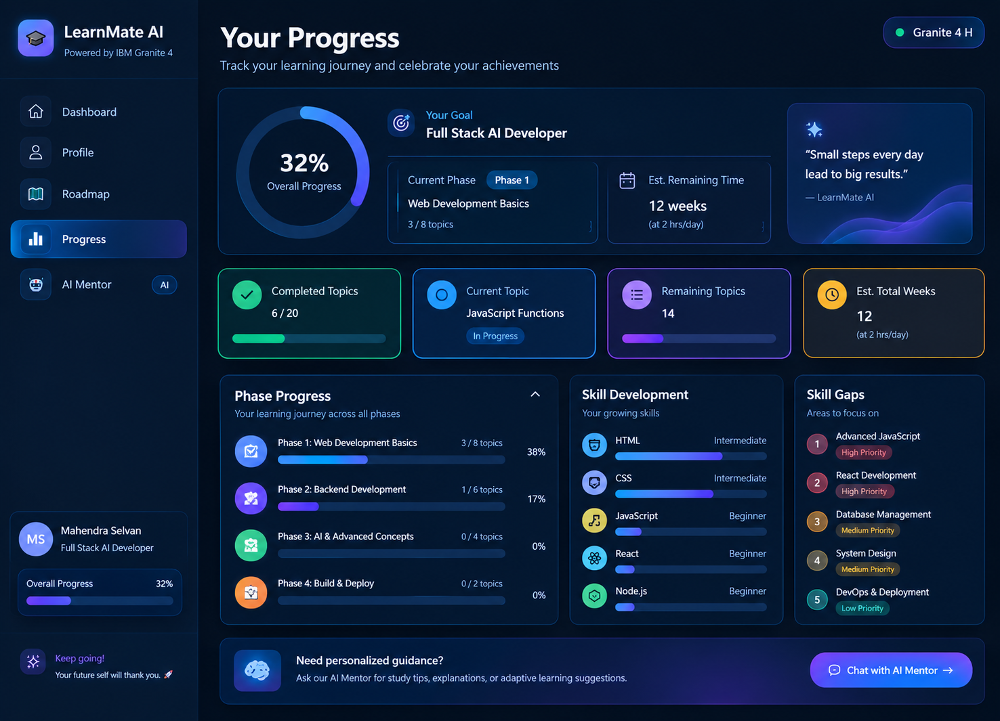 LearnMate AI
Powered by IBM Granite 4
Dashboard
Profile
Roadmap
Progress
AI Mentor
AI
MS
Mahendra Selvan
Full Stack AI Developer
Overall Progress
32%
Keep going!
Your future self will thank you. 🚀
Your Progress
Track your learning journey and celebrate your achievements
Granite 4 H
32%
Overall Progress
Your Goal
Full Stack AI Developer
Current Phase
Phase 1
Web Development Basics
3 / 8 topics
Est. Remaining Time
12 weeks
(at 2 hrs/day)
“Small steps every day
lead to big results.”
— LearnMate AI
Completed Topics
6 / 20
Current Topic
JavaScript Functions
In Progress
Remaining Topics
14
Est. Total Weeks
12
(at 2 hrs/day)
Phase Progress
Your learning journey across all phases
Phase 1: Web Development Basics
3 / 8 topics
38%
Phase 2: Backend Development
1 / 6 topics
17%
Phase 3: AI & Advanced Concepts
0 / 4 topics
0%
Phase 4: Build & Deploy
0 / 2 topics
0%
Skill Development
Your growing skills
HTML
Intermediate
CSS
Intermediate
JavaScript
Beginner
React
Beginner
Node.js
Beginner
Skill Gaps
Areas to focus on
1
Advanced JavaScript
High Priority
2
React Development
High Priority
3
Database Management
Medium Priority
4
System Design
Medium Priority
5
DevOps & Deployment
Low Priority
Need personalized guidance?
Ask our AI Mentor for study tips, explanations, or adaptive learning suggestions.
Chat with AI Mentor →